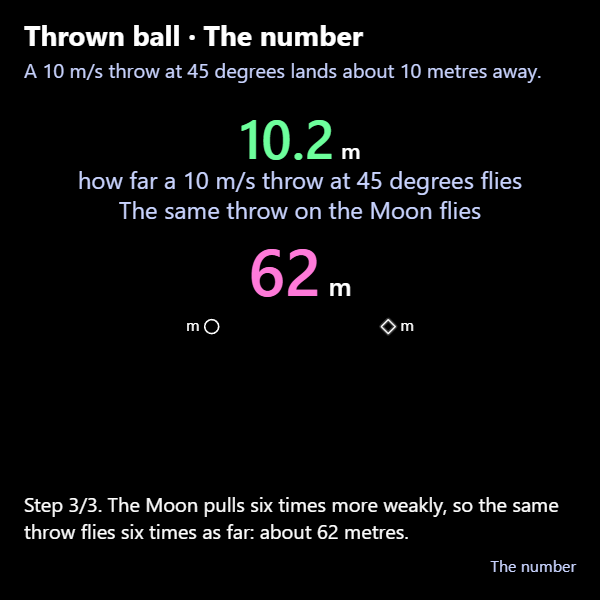 Thrown ball · The number
A 10 m/s throw at 45 degrees lands about 10 metres away.
10.2 m
how far a 10 m/s throw at 45 degrees flies
The same throw on the Moon flies
62 m
m
m
Step 3/3. The Moon pulls six times more weakly, so the same
throw flies six times as far: about 62 metres.
The number